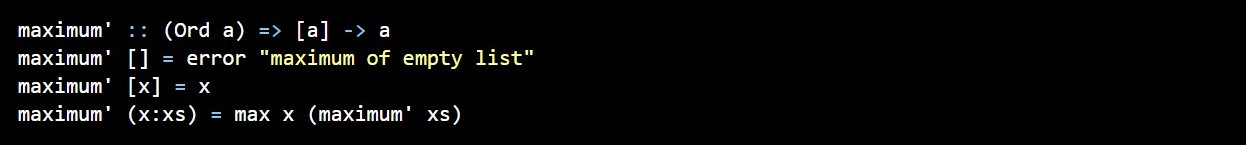 maximum' :: (Ord a) => [a] -> a
maximum' [] = error "maximum of empty list"
maximum' [x] = x
maximum' (x:xs) = max x (maximum' xs)